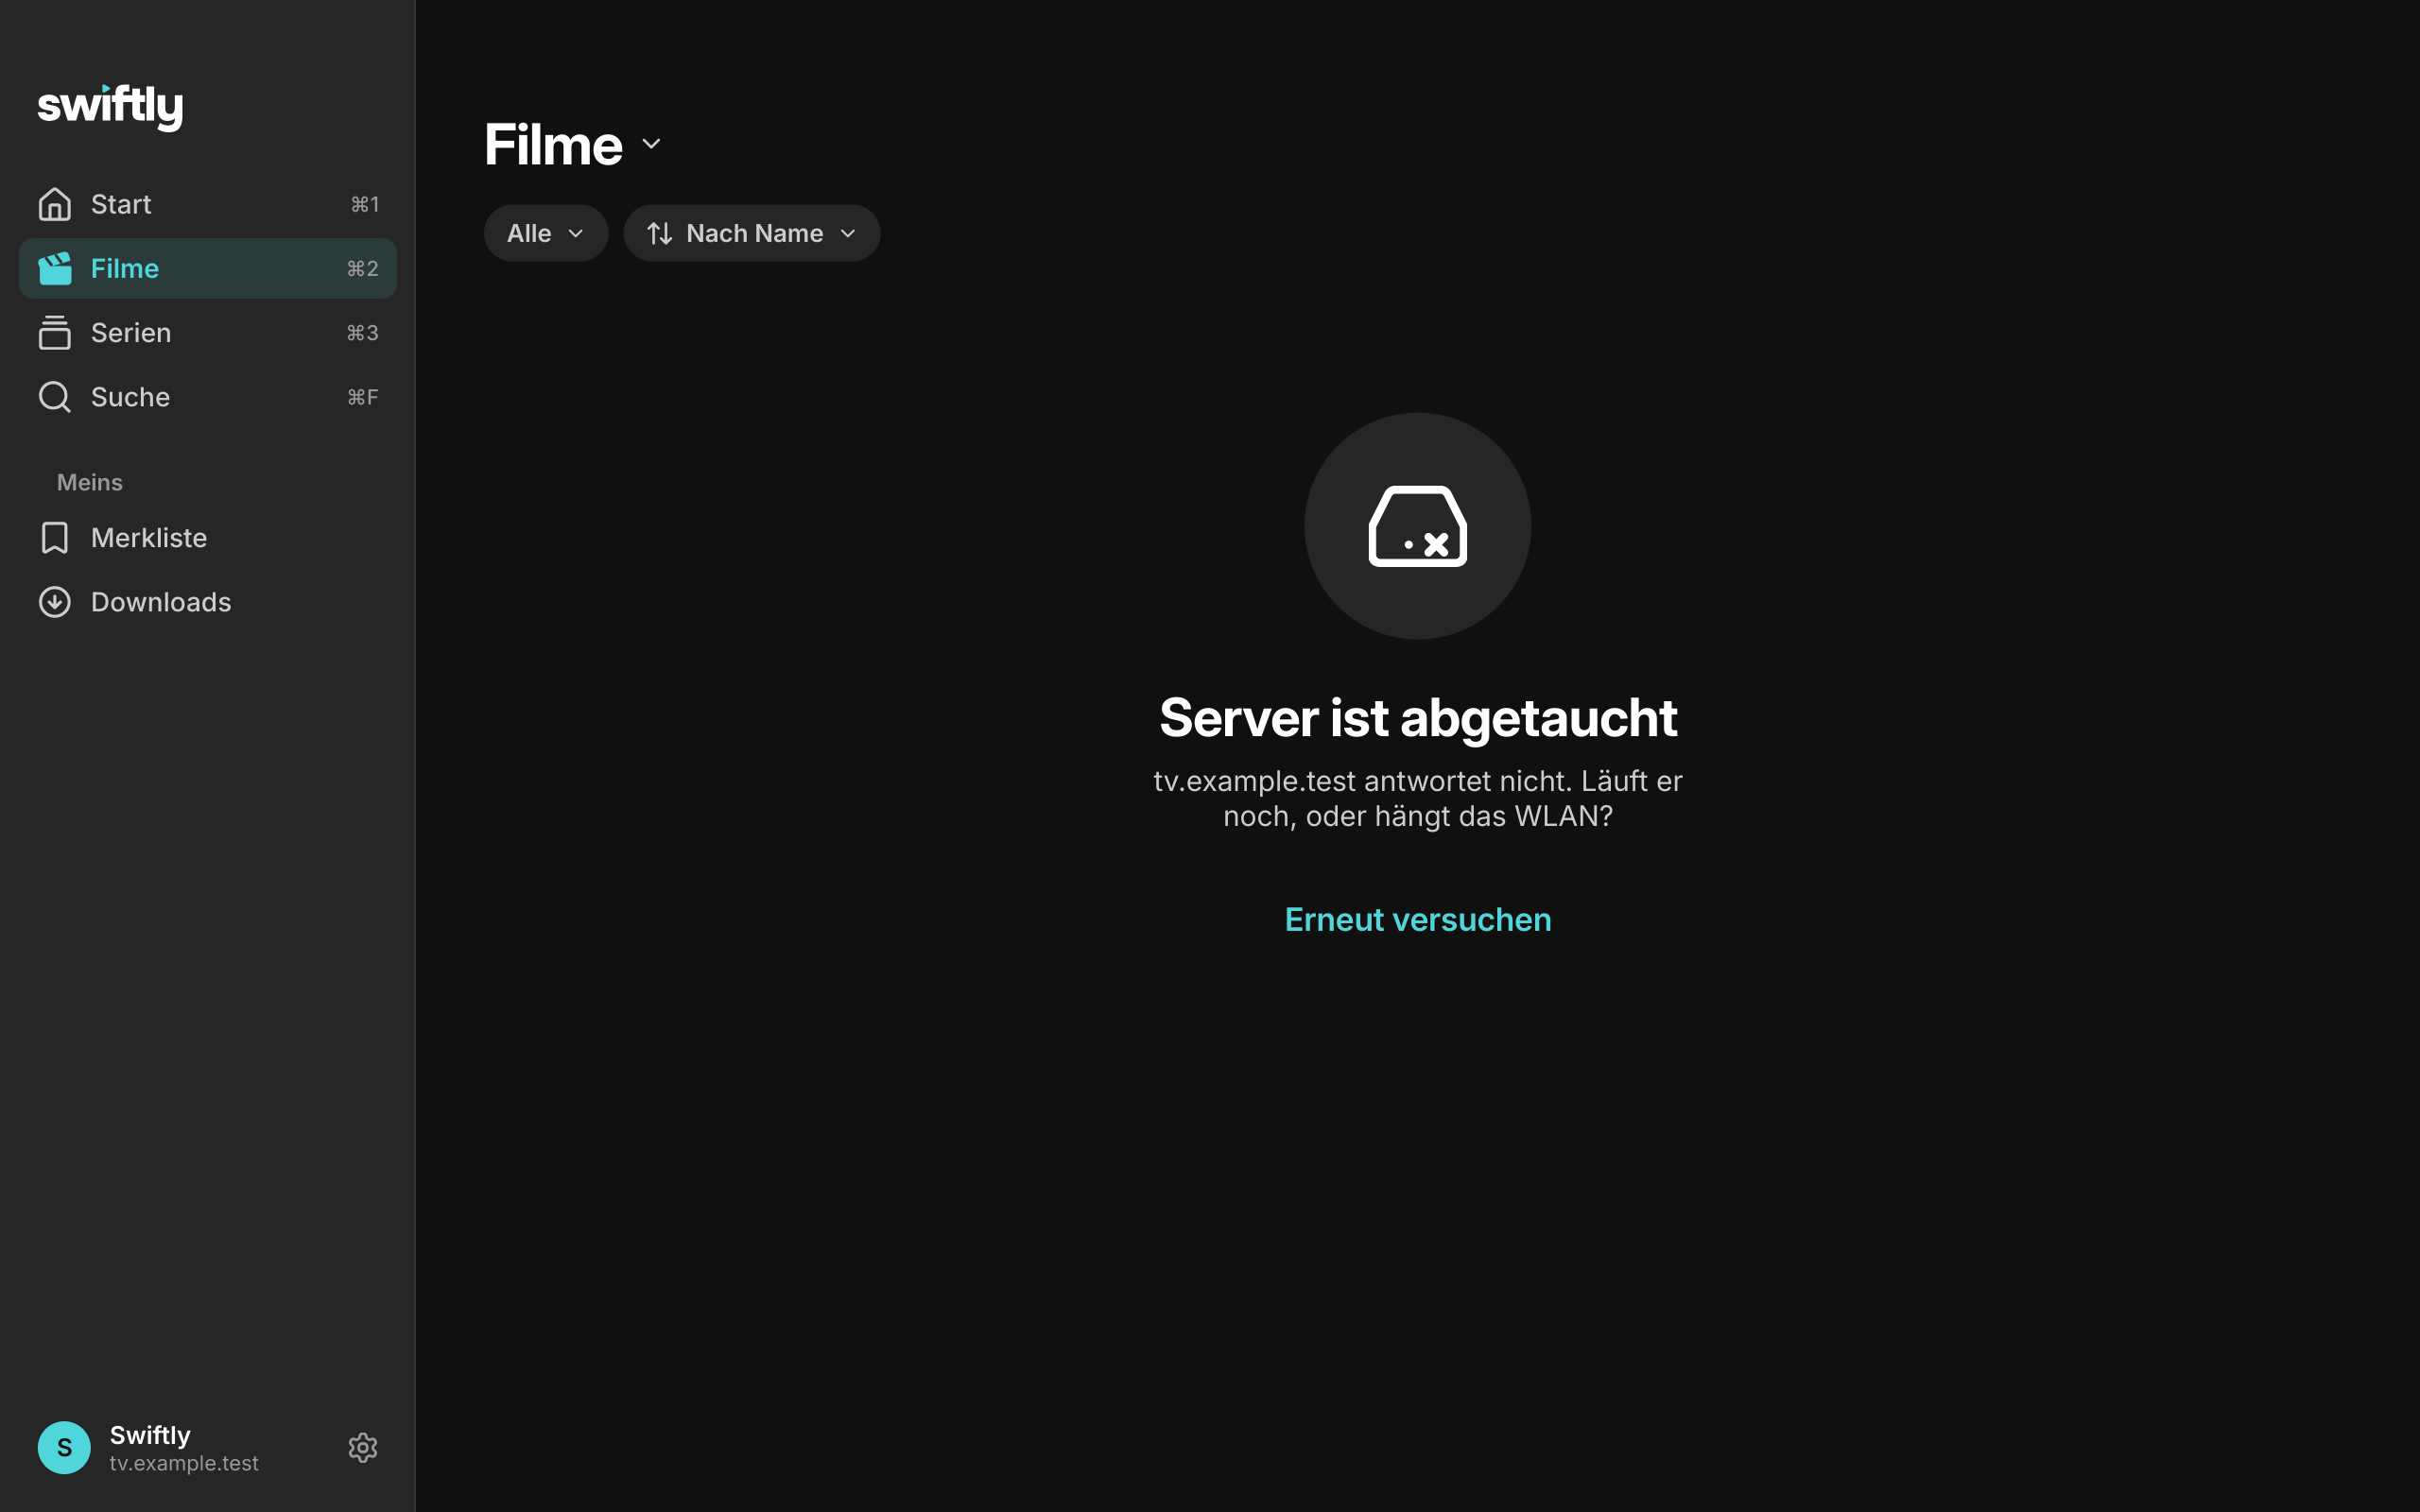 swiftly
Start ⌘1
Filme ⌘2
Serien ⌘3
Suche ⌘F
Meins
Merkliste
Downloads
Swiftly
tv.example.test
S
Filme
Alle
Nach Name
Server ist abgetaucht
tv.example.test antwortet nicht. Läuft er
noch, oder hängt das WLAN?
Erneut versuchen